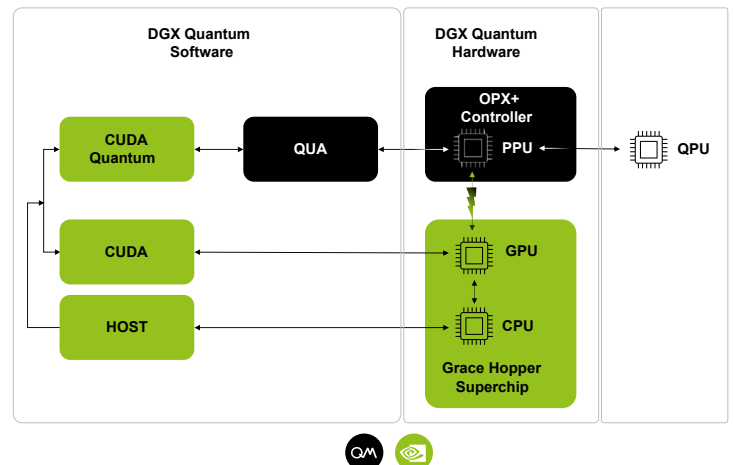 DGX Quantum
Software
DGX Quantum
Hardware
OPX+
Controller
CUDA
Quantum
QUA
PPU
QPU
CUDA
GPU
HOST
CPU
Grace Hopper
Superchip
QM